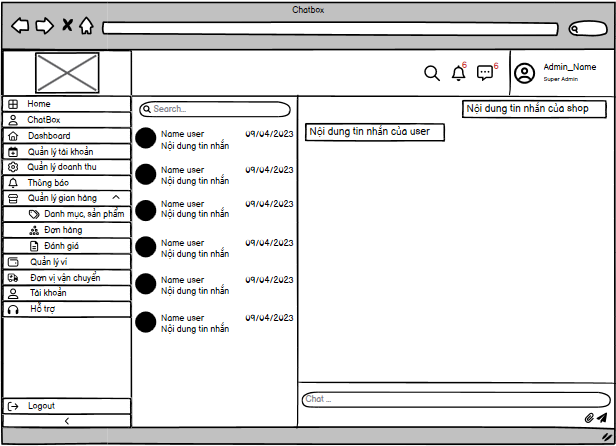 Chatbox
6
6
Admin_Name
Super Admin
Home
ChatBox
Dashboard
Quản lý tài khoản
Quản lý doanh thu
Thông báo
Quản lý gian hàng
Danh mục, sản phẩm
Đơn hàng
Đánh giá
Quản lý ví
Đơn vị vận chuyển
Tài khoản
Hỗ trợ
Logout
Search...
Name user 09/04/2023
Nội dung tin nhắn
Name user 09/04/2023
Nội dung tin nhắn
Name user 09/04/2023
Nội dung tin nhắn
Name user 09/04/2023
Nội dung tin nhắn
Name user 09/04/2023
Nội dung tin nhắn
Name user 09/04/2023
Nội dung tin nhắn
Nội dung tin nhắn của shop
Nội dung tin nhắn của user
Chat ...